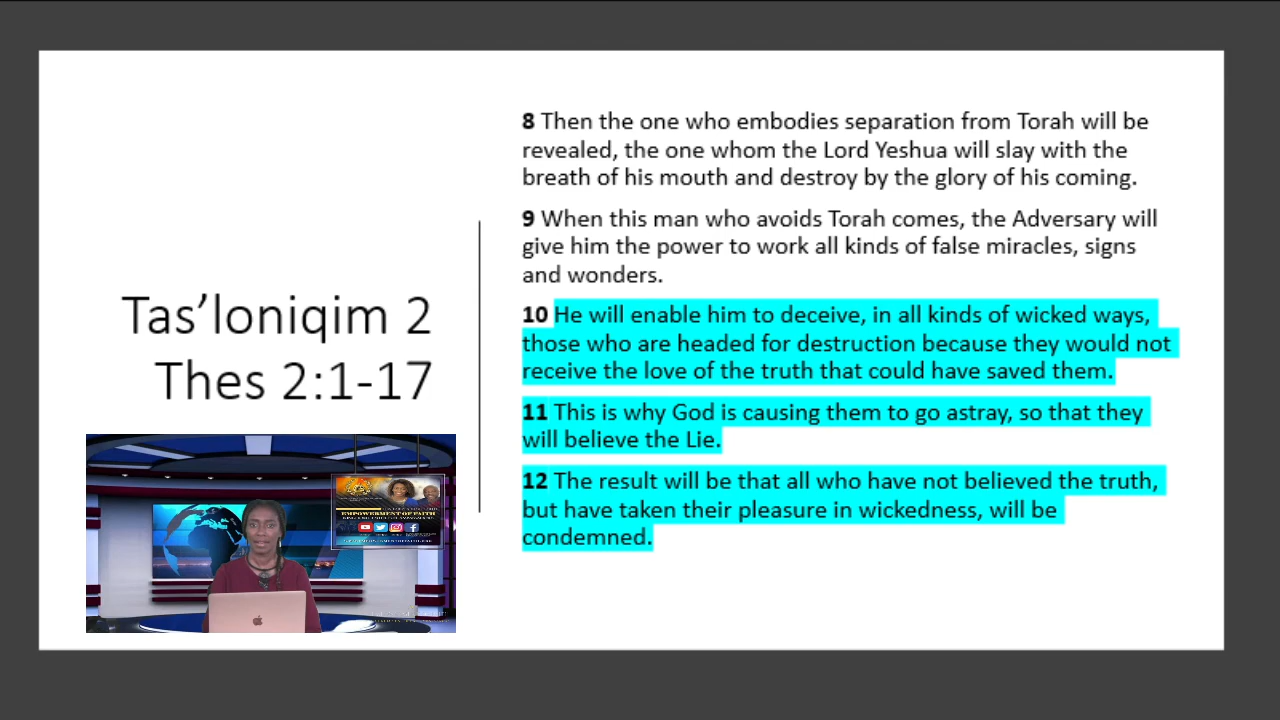 Tas’loniqim 2
Thes 2:1-17
8 Then the one who embodies separation from Torah will be
revealed, the one whom the Lord Yeshua will slay with the
breath of his mouth and destroy by the glory of his coming.
9 When this man who avoids Torah comes, the Adversary will
give him the power to work all kinds of false miracles, signs
and wonders.
10 He will enable him to deceive, in all kinds of wicked ways,
those who are headed for destruction because they would not
receive the love of the truth that could have saved them.
11 This is why God is causing them to go astray, so that they
will believe the Lie.
12 The result will be that all who have not believed the truth,
but have taken their pleasure in wickedness, will be
condemned.
EMPOWERMENT OF FAITH